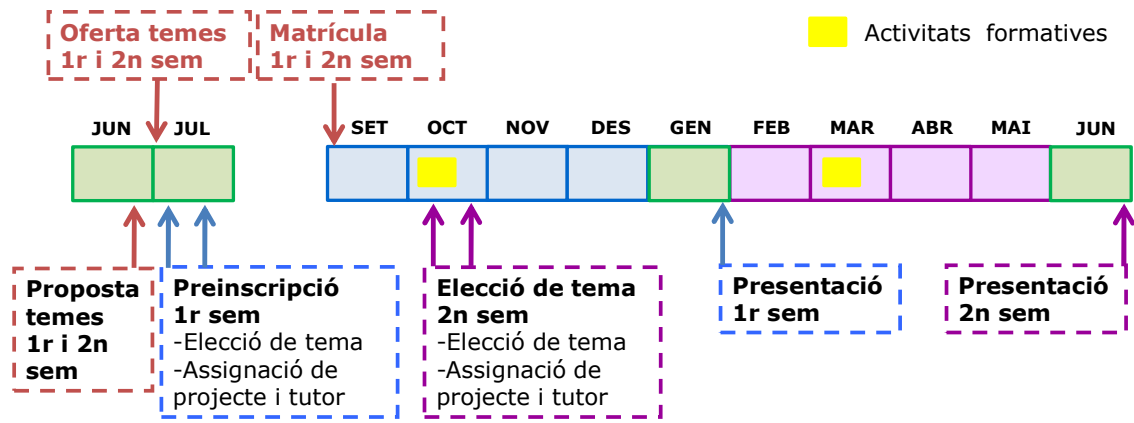 Oferta temes
1r i 2n sem
Matrícula
1r i 2n sem
Activitats formatives
JUN
JUL
SET
OCT
NOV
DES
GEN
FEB
MAR
ABR
MAI
JUN
Proposta
temes
1r i 2n
sem
Preinscripció
1r sem
-Elecció de tema
-Assignació de
projecte i tutor
Elecció de tema
2n sem
-Elecció de tema
-Assignació de
projecte i tutor
Presentació
1r sem
Presentació
2n sem